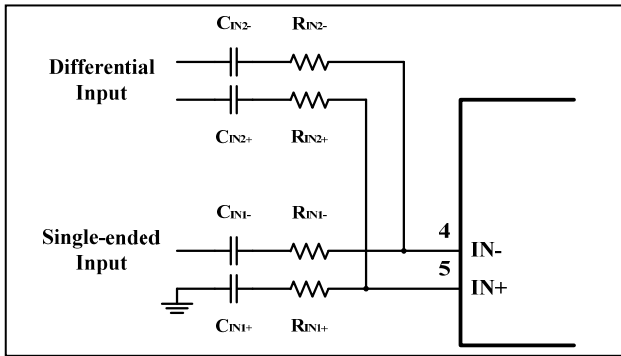 CIN2- RIN2-
Differential
Input
CIN2+ RIN2+
CIN1- RIN1-
Single-ended
Input
4
IN-
5
IN+
CIN1+ RIN1+